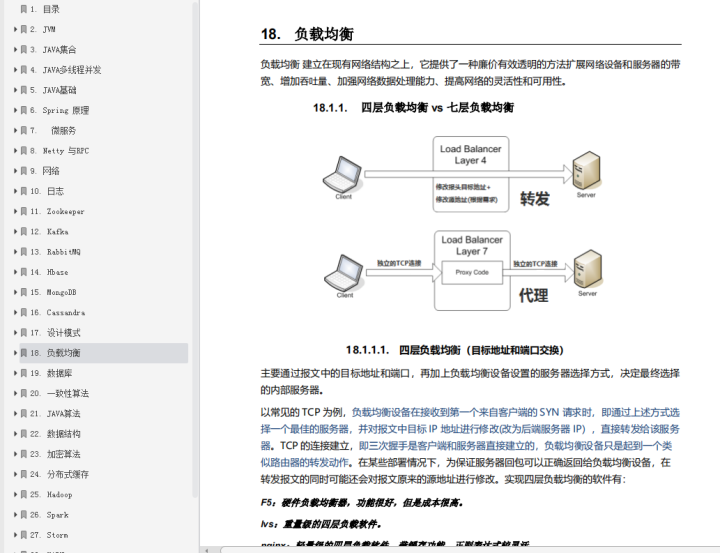 1. 目录
2. JVM
3. JAVA集合
4. JAVA多线程并发
5. JAVA基础
6. Spring 原理
7. 微服务
8. Netty 与RPC
9. 网络
10. 日志
11. Zookeeper
12. Kafka
13. RabbitMQ
14. Hbase
15. MongoDB
16. Cassandra
17. 设计模式
18. 负载均衡
19. 数据库
20. 一致性算法
21. JAVA算法
22. 数据结构
23. 加密算法
24. 分布式缓存
25. Hadoop
26. Spark
27. Storm
18. 负载均衡
负载均衡 建立在现有网络结构之上，它提供了一种廉价有效透明的方法扩展网络设备和服务器的带
宽、增加吞吐量、加强网络数据处理能力、提高网络的灵活性和可用性。
18.1.1. 四层负载均衡 vs 七层负载均衡
Load Balancer
Layer 4
修改报头目标地址+
修改源地址(根据需求)
转发
Client
Server
Load Balancer
Layer 7
独立的TCP连接
Proxy Code
独立的TCP连接
代理
Client
Server
18.1.1.1. 四层负载均衡（目标地址和端口交换）
主要通过报文中的目标地址和端口，再加上负载均衡设备设置的服务器选择方式，决定最终选择
的内部服务器。
以常见的 TCP 为例，负载均衡设备在接收到第一个来自客户端的 SYN 请求时，即通过上述方式选
择一个最佳的服务器，并对报文中目标 IP 地址进行修改(改为后端服务器 IP），直接转发给该服务
器。TCP 的连接建立，即三次握手是客户端和服务器直接建立的，负载均衡设备只是起到一个类
似路由器的转发动作。在某些部署情况下，为保证服务器回包可以正确返回给负载均衡设备，在
转发报文的同时可能还会对报文原来的源地址进行修改。实现四层负载均衡的软件有：
F5：硬件负载均衡器，功能很好，但是成本很高。
lvs：重量级的四层负载软件。
nginx：轻量级的四层负载软件，带缓存功能，正则表达式较灵活